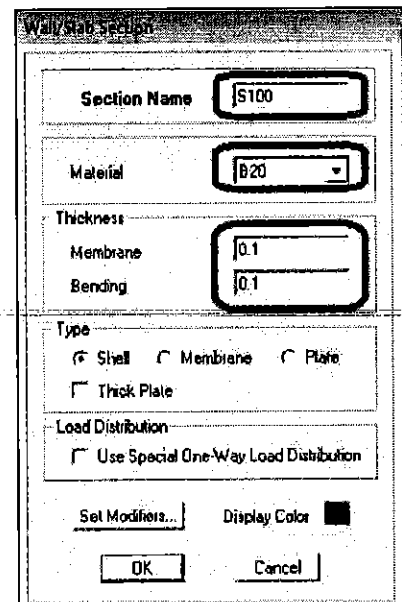 Wall/Slab Section
Section Name S100
Material B20
Thickness
Membrane 0.1
Bending 0.1
Type
Shell Membrane Plate
Thick Plate
Load Distribution
Use Special One-Way Load Distribution
Set Modifiers... Display Color
OK Cancel